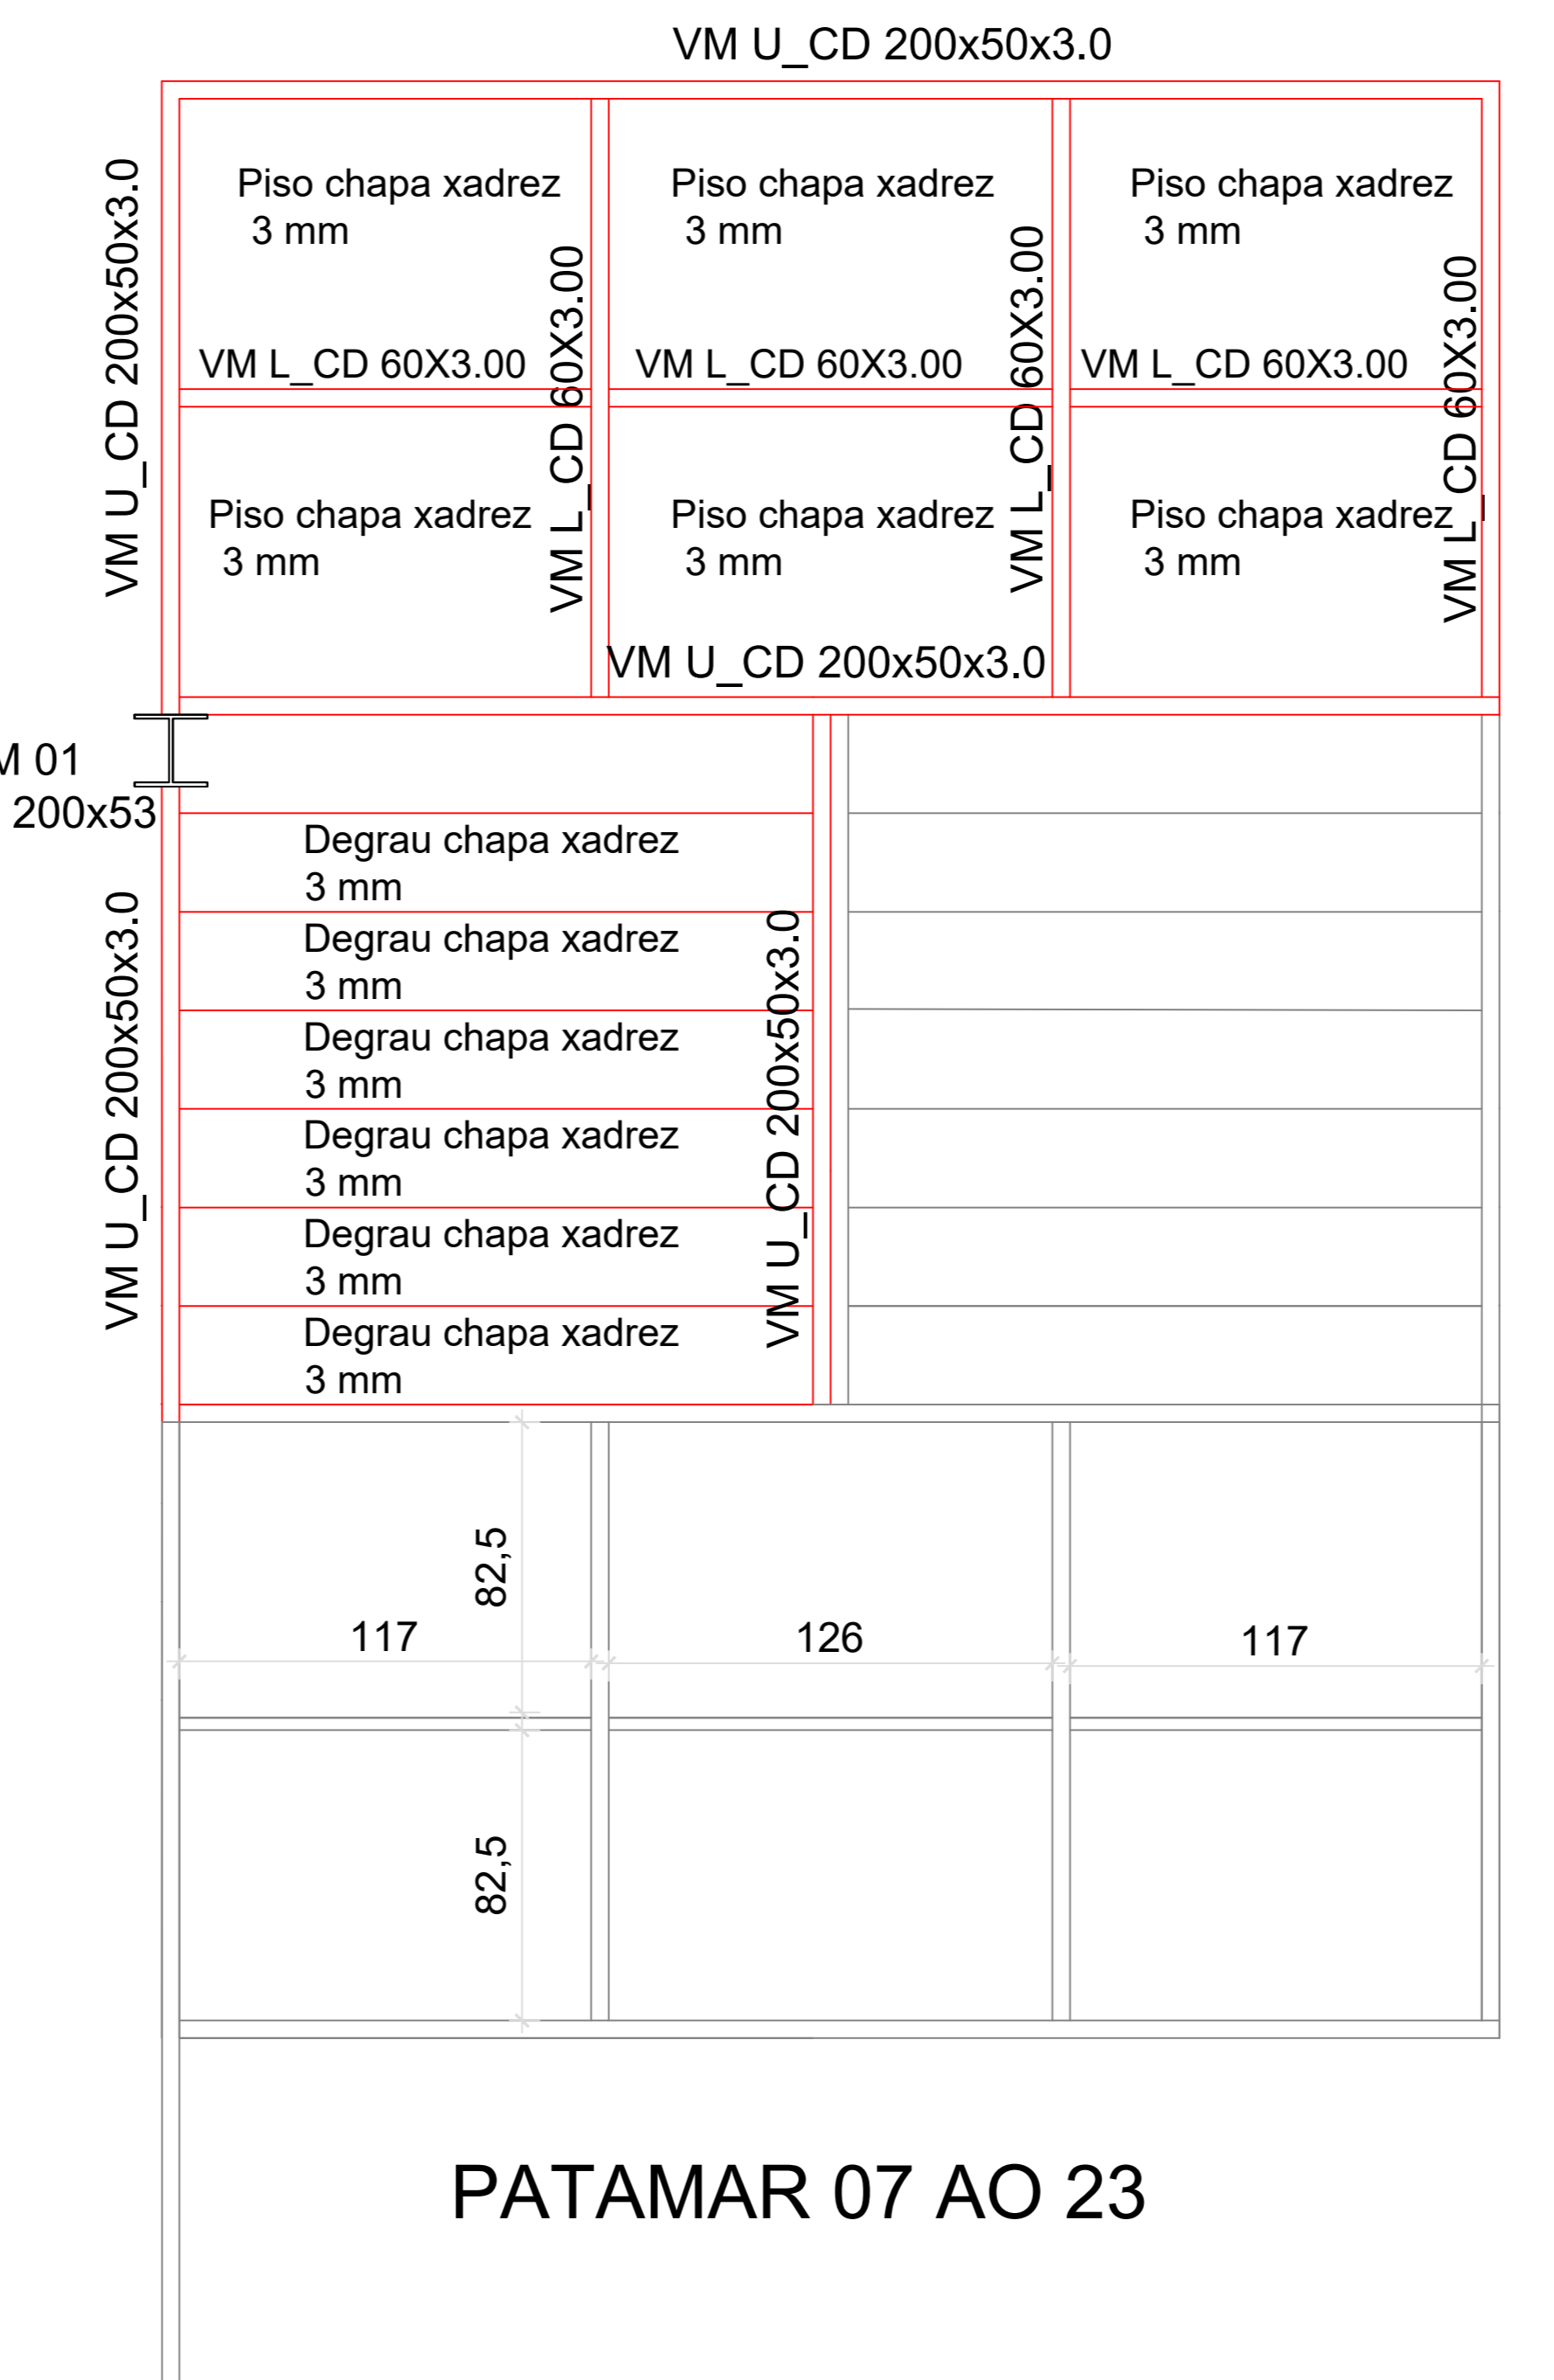 VM U_CD 200x50x3.0
VM U_CD 200x50x3.0
Piso chapa xadrez
3 mm
Piso chapa xadrez
3 mm
Piso chapa xadrez
3 mm
VM L_CD 60X3.00
VM L_CD 60X3.00
VM L_CD 60X3.00
VM L_CD 60X3.00
VM L_CD 60X3.00
VM L_CD 60X3.00
Piso chapa xadrez
3 mm
Piso chapa xadrez
3 mm
Piso chapa xadrez
3 mm
VM U_CD 200x50x3.0
01
200x53
VM U_CD 200x50x3.0
Degrau chapa xadrez
3 mm
Degrau chapa xadrez
3 mm
Degrau chapa xadrez
3 mm
Degrau chapa xadrez
3 mm
Degrau chapa xadrez
3 mm
Degrau chapa xadrez
3 mm
VM U_CD 200x50x3.0
82,5
117
126
117
82,5
PATAMAR 07 AO 23